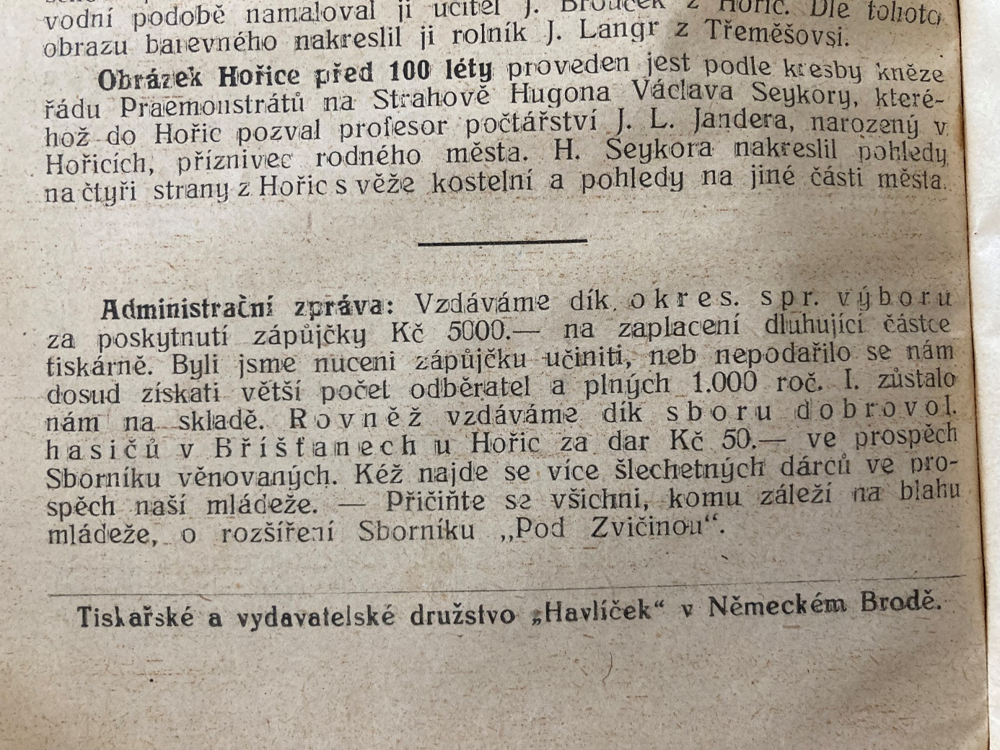 vodní podobě namaloval ji učitel J. Brouček z Hořic. Dle tohoto
obrazu barevného nakreslil ji rolník J. Langr z Třeměšovsi.
Obrázek Hořice před 100 léty proveden jest podle kresby kněze
řádu Praemonstrátů na Strahově Hugona Václava Seykory, které-
hož do Hořic pozval profesor počtářství J. L. Jandera, narozený v
Hořicích, příznivec rodného města. H. Seykora nakreslil pohledy
na čtyři strany z Hořic s věže kostelní a pohledy na jiné části města.
Administrační zpráva: Vzdáváme dík okres. spr. výboru
za poskytnutí zápůjčky Kč 5000.— na zaplacení dluhující částce
tiskárně. Byli jsme nuceni zápůjčku učiniti, neb nepodařilo se nám
dosud získati větší počet odběratel a plných 1.000 roč. I. zůstalo
nám na skladě. Rovněž vzdáváme dík sboru dobrovol.
hasičů v Bříšťanech u Hořic za dar Kč 50.— ve prospěch
Sborníku věnovaných. Kéž najde se více šlechetných dárců ve pro-
spěch naší mládeže. — Přičiňte se všichni, komu záleží na blahu
mládeže, o rozšíření Sborníku „Pod Zvičinou“.
Tiskařské a vydavatelské družstvo „Havlíček“ v Německém Brodě.